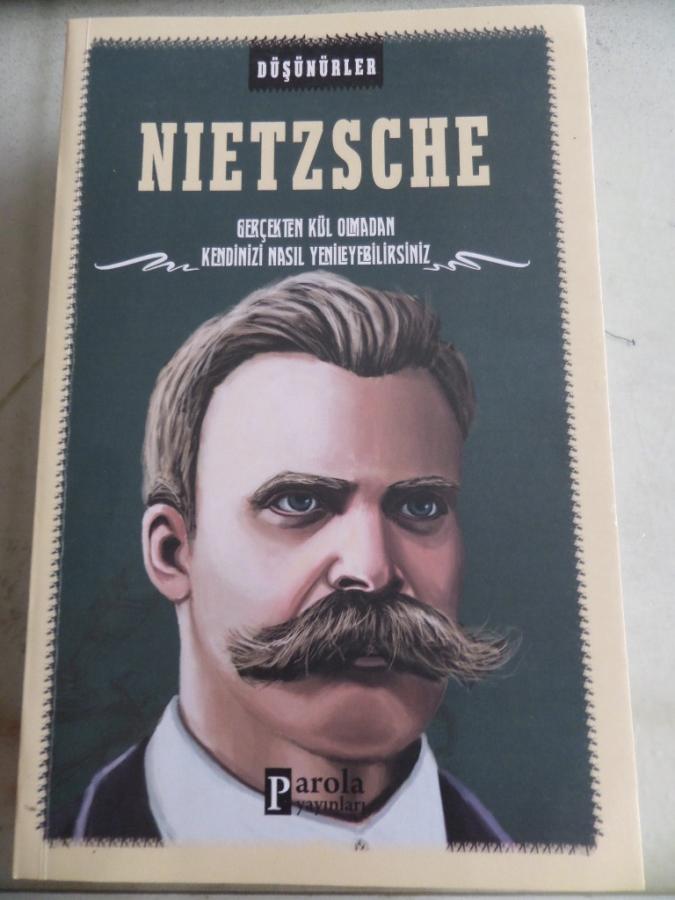 DÜŞÜNÜRLER
NIETZSCHE
GERÇEKTEN KÜL OLMADAN
KENDİNİZİ NASIL YENİLEYEBİLİRSİNİZ
Parola
yayınları